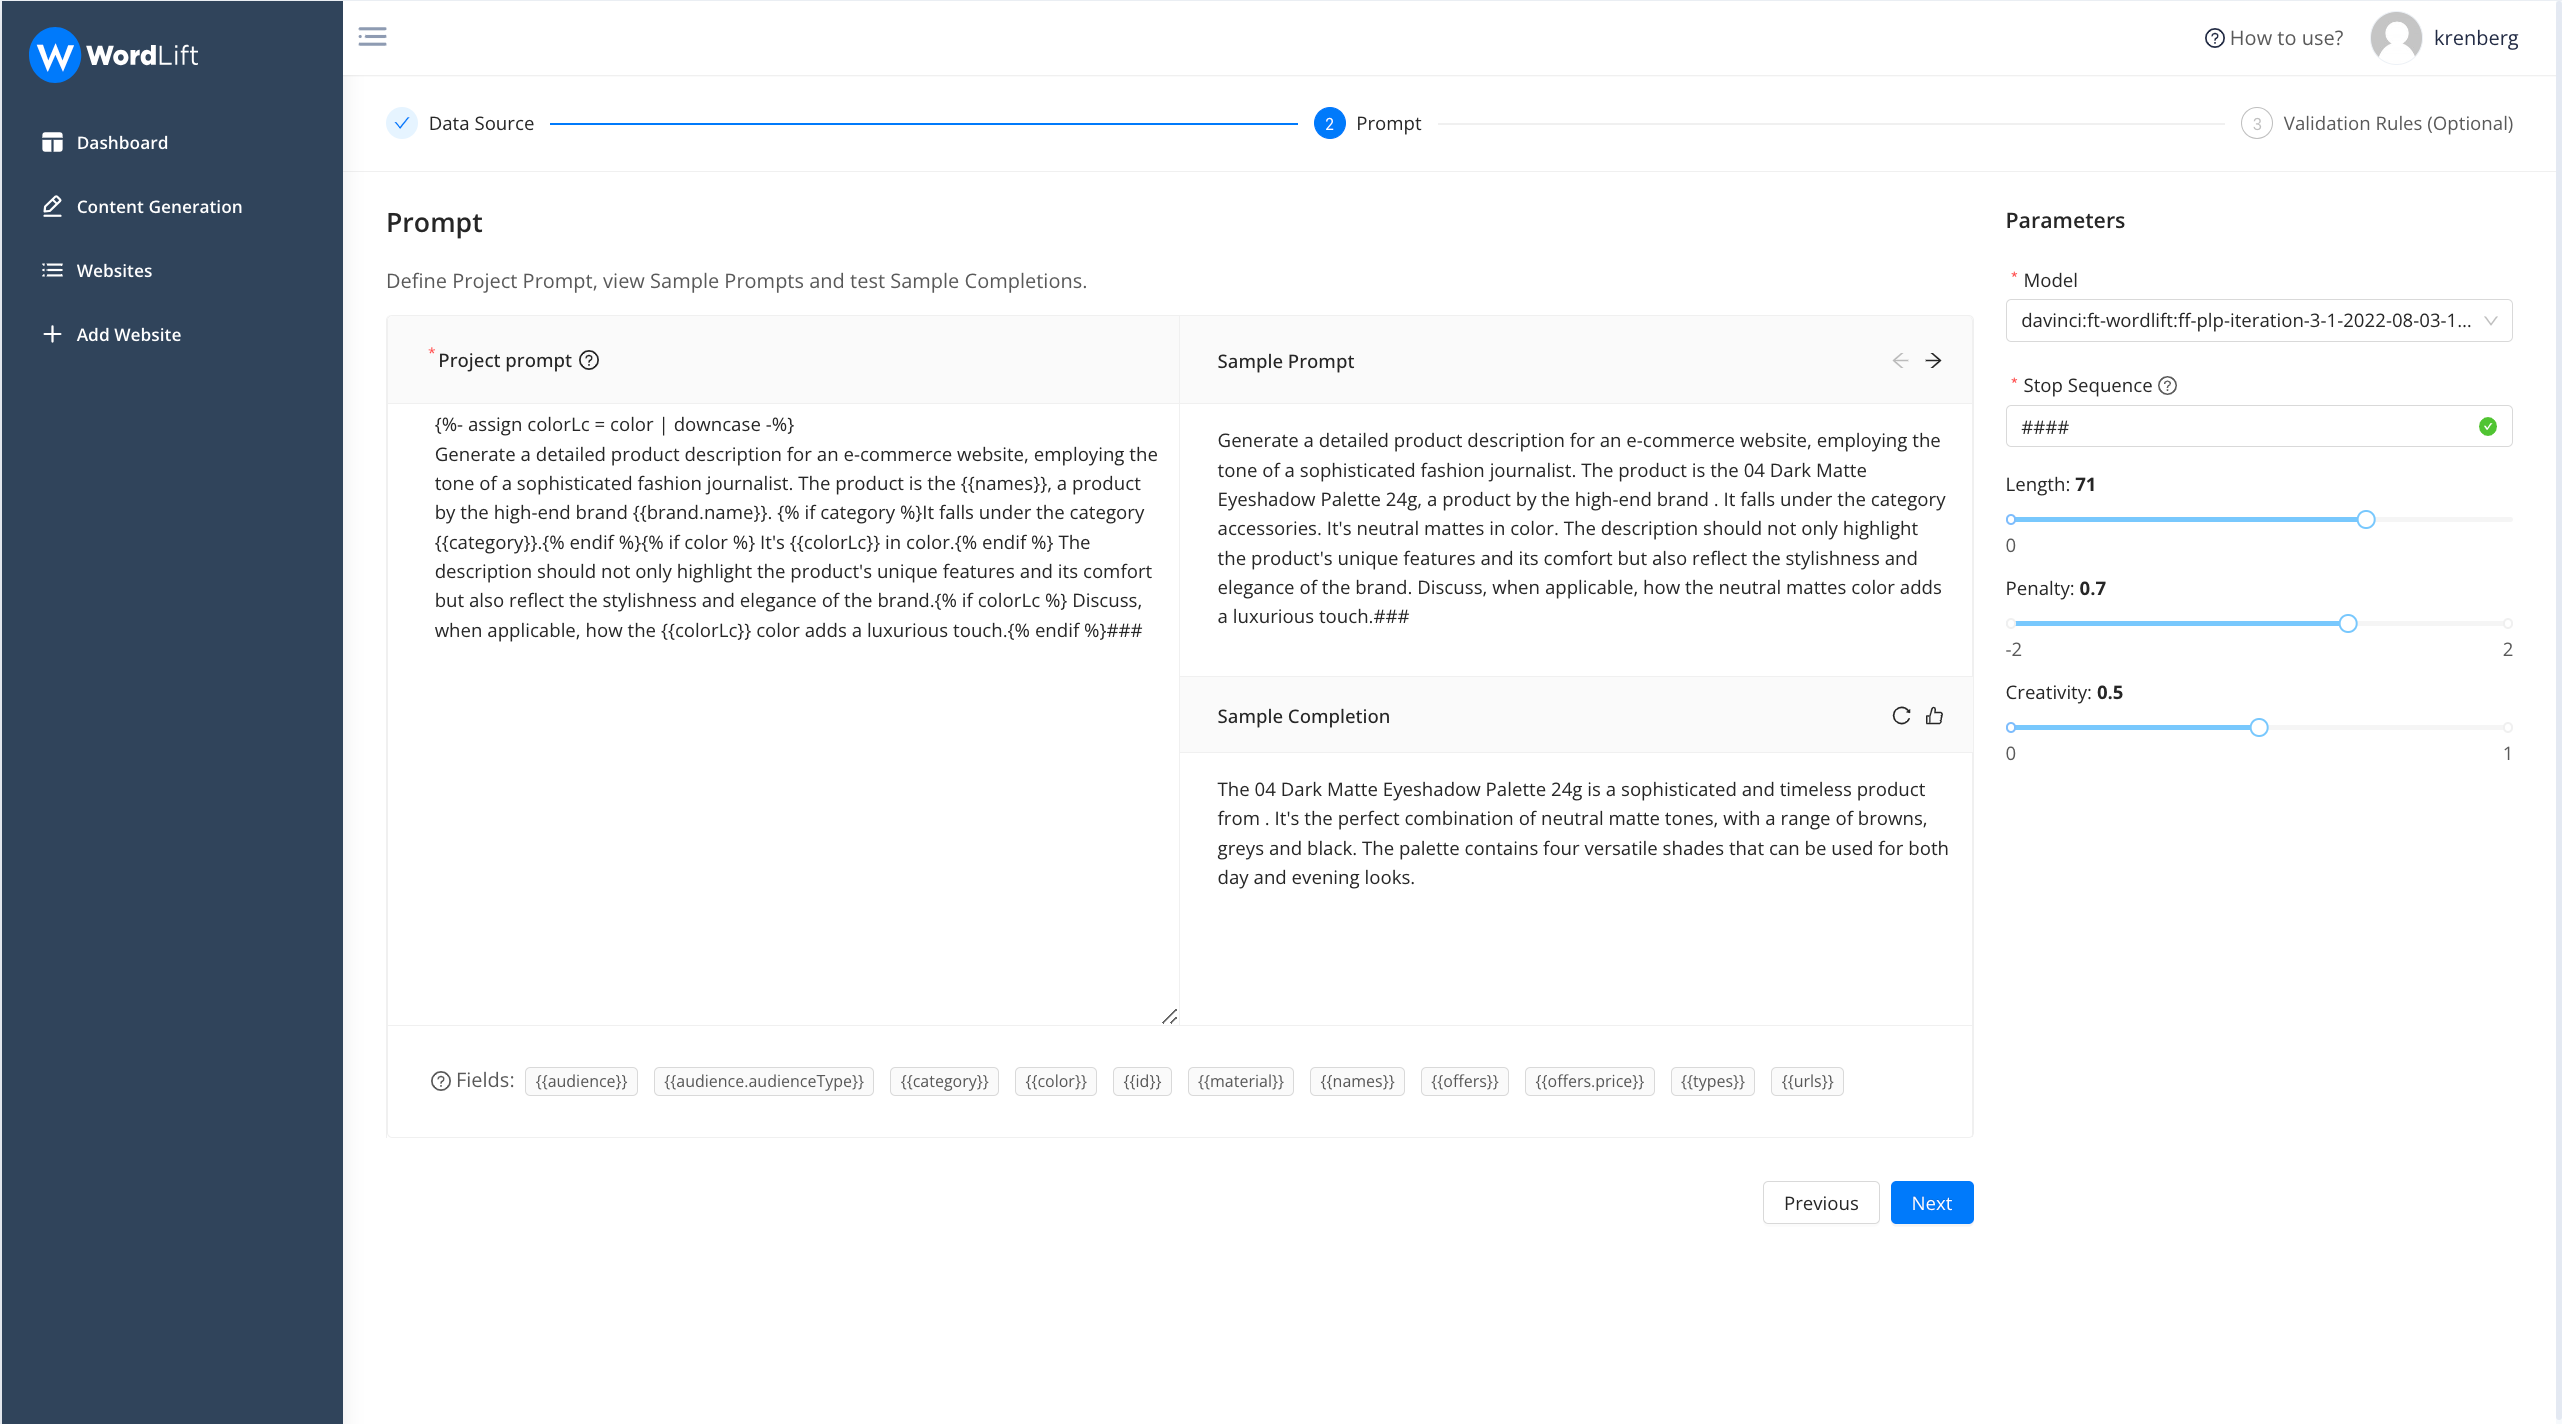 WordLift
How to use?
krenberg
Dashboard
Content Generation
Websites
Add Website
Data Source
2 Prompt
3 Validation Rules (Optional)
Prompt
Define Project Prompt, view Sample Prompts and test Sample Completions.
* Project prompt
{%- assign colorLc = color | downcase -%}
Generate a detailed product description for an e-commerce website, employing the
tone of a sophisticated fashion journalist. The product is the {{names}}, a product
by the high-end brand {{brand.name}}. {% if category %}It falls under the category
{{category}}.{% endif %}{% if color %} It's {{colorLc}} in color.{% endif %} The
description should not only highlight the product's unique features and its comfort
but also reflect the stylishness and elegance of the brand.{% if colorLc %} Discuss,
when applicable, how the {{colorLc}} color adds a luxurious touch.{% endif %}###
Sample Prompt
Generate a detailed product description for an e-commerce website, employing the
tone of a sophisticated fashion journalist. The product is the 04 Dark Matte
Eyeshadow Palette 24g, a product by the high-end brand . It falls under the category
accessories. It's neutral mattes in color. The description should not only highlight
the product's unique features and its comfort but also reflect the stylishness and
elegance of the brand. Discuss, when applicable, how the neutral mattes color adds
a luxurious touch.###
Sample Completion
The 04 Dark Matte Eyeshadow Palette 24g is a sophisticated and timeless product
from . It's the perfect combination of neutral matte tones, with a range of browns,
greys and black. The palette contains four versatile shades that can be used for both
day and evening looks.
Fields: {{audience}} {{audience.audienceType}} {{category}} {{color}} {{id}} {{material}} {{names}} {{offers}} {{offers.price}} {{types}} {{urls}}
Previous
Next
Parameters
* Model
davinci:ft-wordlift:ff-plp-iteration-3-1-2022-08-03-1...
* Stop Sequence
####
Length: 71
0
Penalty: 0.7
-2 2
Creativity: 0.5
0 1